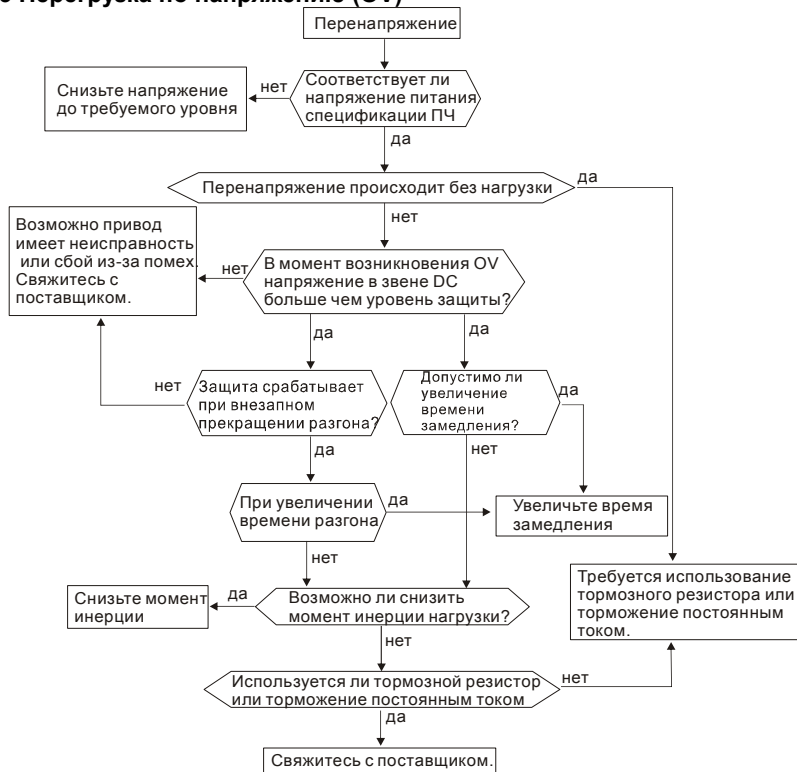 Перегрузка по напряжению (OV)
Перенапряжение
Соответствует ли
напряжение питания
спецификации ПЧ
нет
Снизьте напряжение
до требуемого уровня
да
Перенапряжение происходит без нагрузки
да
нет
Возможно привод
имеет неисправность
или сбой из-за помех.
Свяжитесь с
поставщиком.
нет
В момент возникновения OV
напряжение в звене DC
больше чем уровень защиты?
да
да
нет
Защита срабатывает
при внезапном
прекращении разгона?
Допустимо ли
увеличение
времени
замедления?
да
да
нет
При увеличении
времени разгона
да
Увеличьте время
замедления
нет
Требуется использование
тормозного резистора или
торможение постоянным
током.
Снизьте момент
инерции
да
Возможно ли снизить
момент инерции нагрузки?
нет
Используется ли тормозной резистор
или торможение постоянным током
нет
да
Свяжитесь с поставщиком.